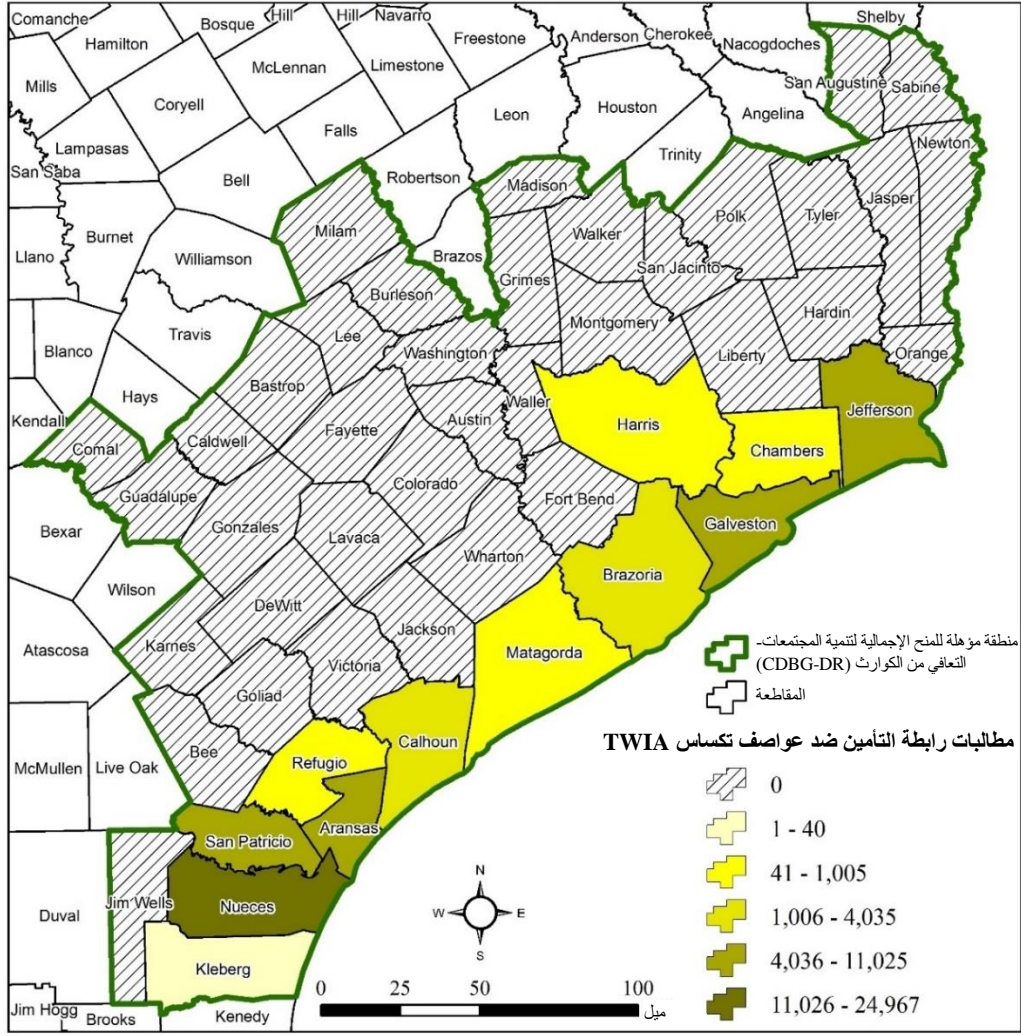 Comanche
Bosque
Hill
Hill
Navarro
Freestone
Anderson
Cherokee
Nacogdoches
Shelby
Hamilton
McLennan
Limestone
Mills
Coryell
Leon
Houston
Angelina
San Augustine
Sabine
Falls
Lampasas
San Saba
Bell
Robertson
Trinity
Newton
Madison
Burnet
Milam
Walker
Polk
Tyler
Jasper
Llano
Williamson
Brazos
Grimes
San Jacinto
Burleson
Travis
Lee
Montgomery
Hardin
Blanco
Washington
Liberty
Orange
Hays
Bastrop
Austin
Waller
Kendall
Caldwell
Fayette
Harris
Jefferson
Comal
Chambers
Guadalupe
Colorado
Fort Bend
Bexar
Gonzales
Lavaca
Galveston
Wharton
Wilson
Brazoria
DeWitt
Atascosa
Karnes
Jackson
Matagorda
Victoria
Goliad
Bee
Calhoun
McMullen
Live Oak
Refugio
Aransas
San Patricio
Duval
Jim Wells
Nueces
Kleberg
Jim Hogg
Brooks
Kenedy
منطقة مؤهلة للمنح الإجمالية لتنمية المجتمعات-
التعافي من الكوارث (CDBG-DR)
المقاطعة
مطالبات رابطة التأمين ضد عواصف تكساس TWIA
0
1 - 40
41 - 1,005
1,006 - 4,035
4,036 - 11,025
11,026 - 24,967
N
W E
S
0 25 50 100
ميل